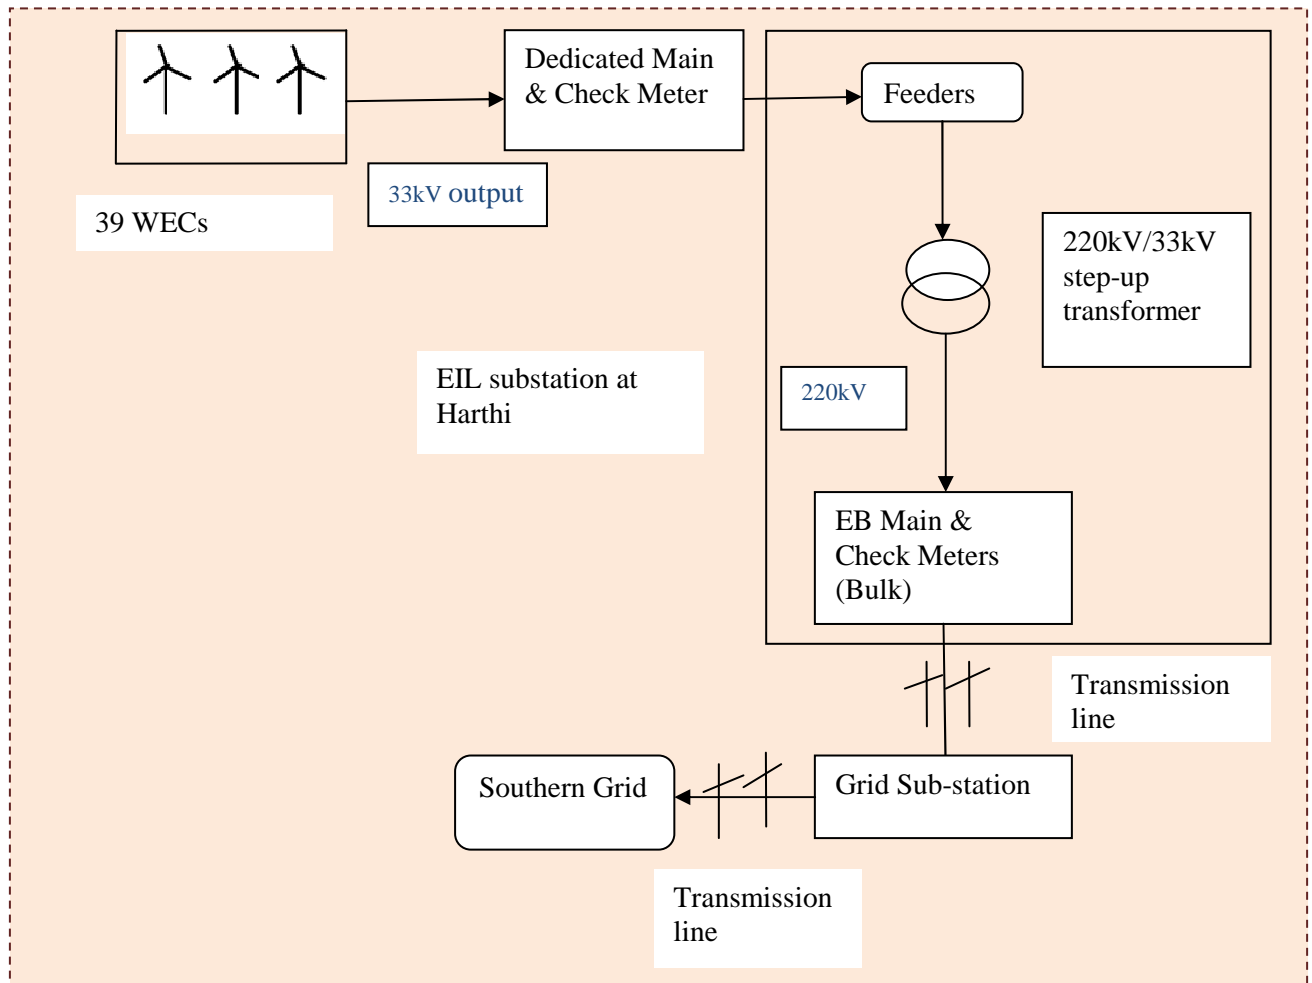 Dedicated Main
& Check Meter
Feeders
33kV output
39 WECs
220kV/33kV
step-up
transformer
EIL substation at
Harthi
220kV
EB Main &
Check Meters
(Bulk)
Transmission
line
Southern Grid
Grid Sub-station
Transmission
line